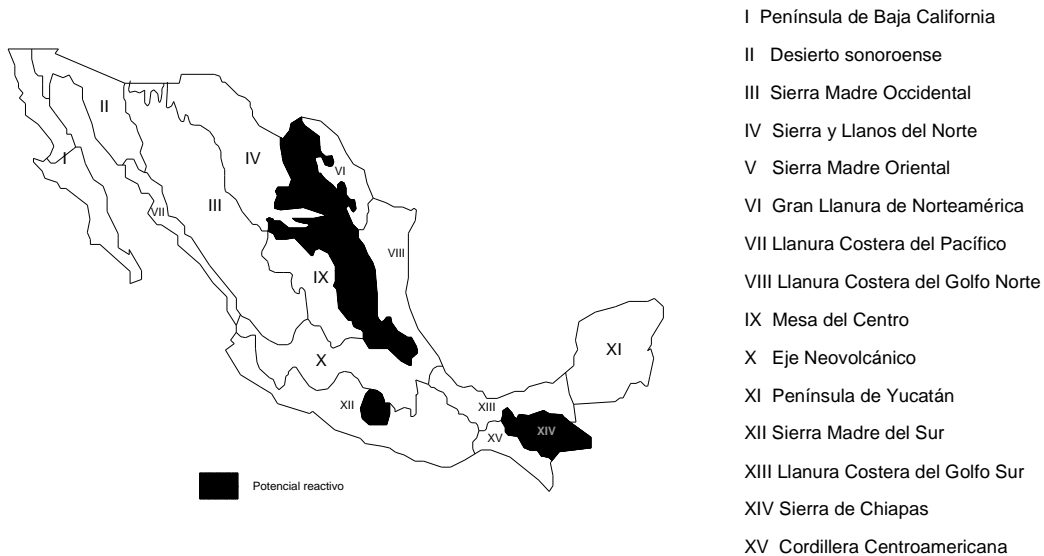 I Península de Baja California
II Desierto sonoroense
III Sierra Madre Occidental
IV Sierra y Llanos del Norte
V Sierra Madre Oriental
VI Gran Llanura de Norteamérica
VII Llanura Costera del Pacífico
VIII Llanura Costera del Golfo Norte
IX Mesa del Centro
X Eje Neovolcánico
XI Península de Yucatán
XII Sierra Madre del Sur
XIII Llanura Costera del Golfo Sur
XIV Sierra de Chiapas
XV Cordillera Centroamericana
II
IV
I
VI
III
VII
VIII
IX
XI
X
XII
XIII
XV
XIV
Potencial reactivo